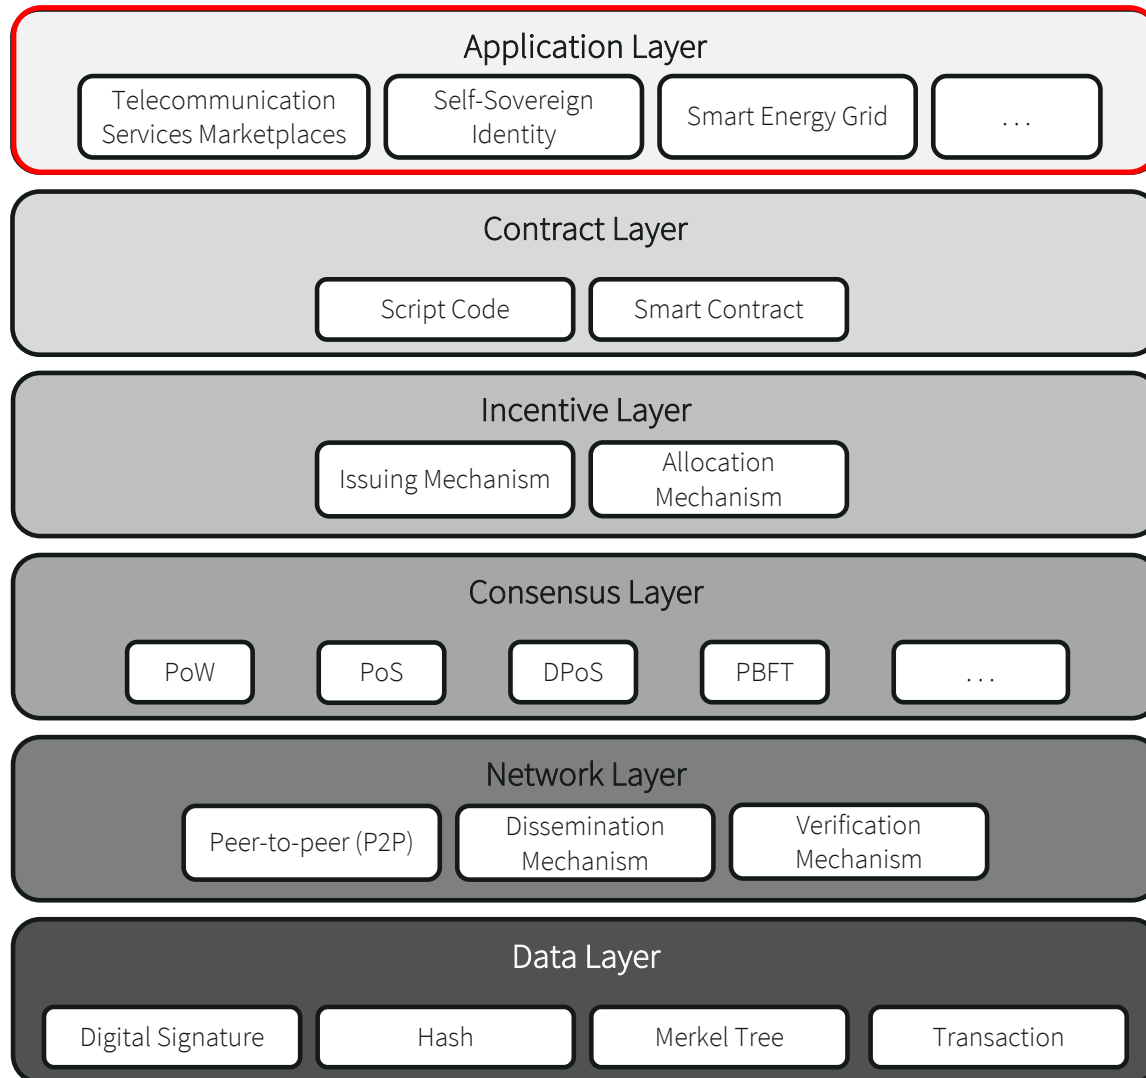 Application Layer
Telecommunication
Services Marketplaces
Self-Sovereign
Identity
Smart Energy Grid
...
Contract Layer
Script Code
Smart Contract
Incentive Layer
Issuing Mechanism
Allocation
Mechanism
Consensus Layer
PoW
PoS
DPoS
PBFT
...
Network Layer
Peer-to-peer (P2P)
Dissemination
Mechanism
Verification
Mechanism
Data Layer
Digital Signature
Hash
Merkel Tree
Transaction